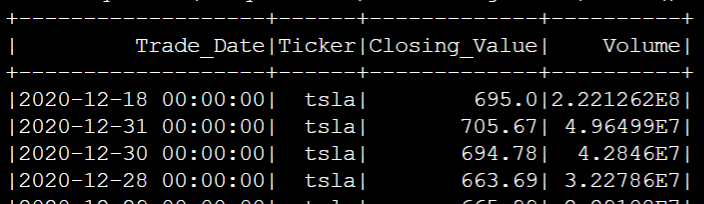 +-------------------+------+-------------+----------+
|         Trade_Date|Ticker|Closing_Value|    Volume|
+-------------------+------+-------------+----------+
|2020-12-18 00:00:00|  tsla|        695.0|2.221262E8|
|2020-12-31 00:00:00|  tsla|       705.67| 4.96499E7|
|2020-12-30 00:00:00|  tsla|       694.78|  4.2846E7|
|2020-12-28 00:00:00|  tsla|       663.69| 3.22786E7|